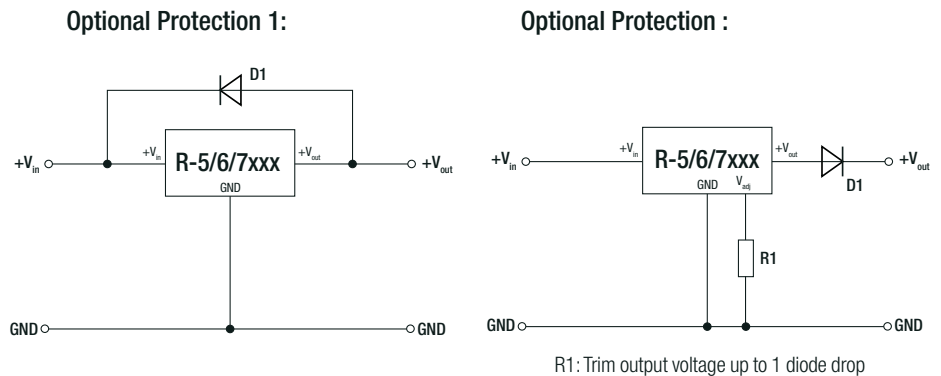 Optional Protection 1:
D1
+Vin
+Vin
R-5/6/7xxx
+Vout
+Vout
GND
GND
GND
Optional Protection :
+Vin
+Vin
R-5/6/7xxx
+Vout
+Vout
GND
Vadj
D1
R1
GND
GND
R1: Trim output voltage up to 1 diode drop